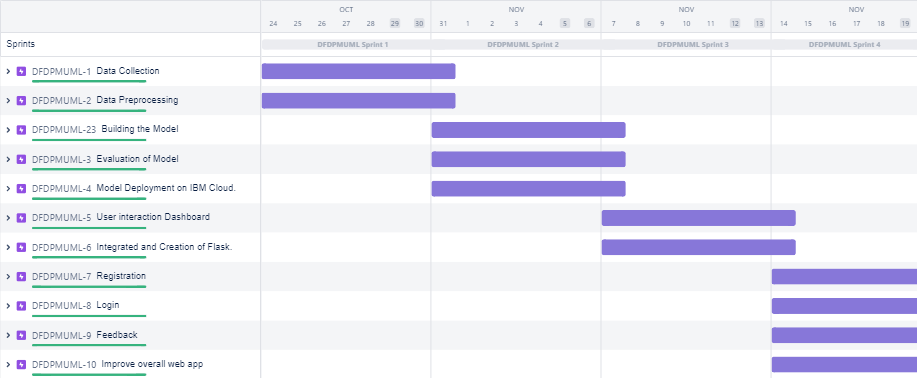 OCT NOV NOV NOV
24 25 26 27 28 29 30 31 1 2 3 4 5 6 7 8 9 10 11 12 13 14 15 16 17 18 19
Sprints DFDPMUML Sprint 1 DFDPMUML Sprint 2 DFDPMUML Sprint 3 DFDPMUML Sprint 4
DFDPMUML-1 Data Collection
DFDPMUML-2 Data Preprocessing
DFDPMUML-23 Building the Model
DFDPMUML-3 Evaluation of Model
DFDPMUML-4 Model Deployment on IBM Cloud.
DFDPMUML-5 User interaction Dashboard
DFDPMUML-6 Integrated and Creation of Flask.
DFDPMUML-7 Registration
DFDPMUML-8 Login
DFDPMUML-9 Feedback
DFDPMUML-10 Improve overall web app